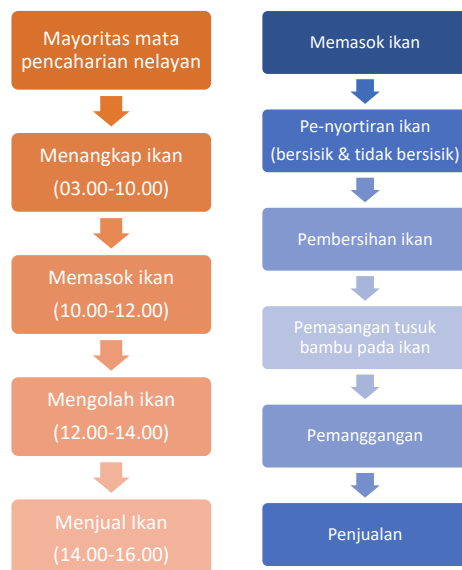 Mayoritas mata
pencaharian nelayan
Menangkap ikan
(03.00-10.00)
Memasok ikan
(10.00-12.00)
Mengolah ikan
(12.00-14.00)
Menjual Ikan
(14.00-16.00)
Memasok ikan
Pe-nyortiran ikan
(bersisik & tidak bersisik)
Pembersihan ikan
Pemasangan tusuk
bambu pada ikan
Pemanggangan
Penjualan